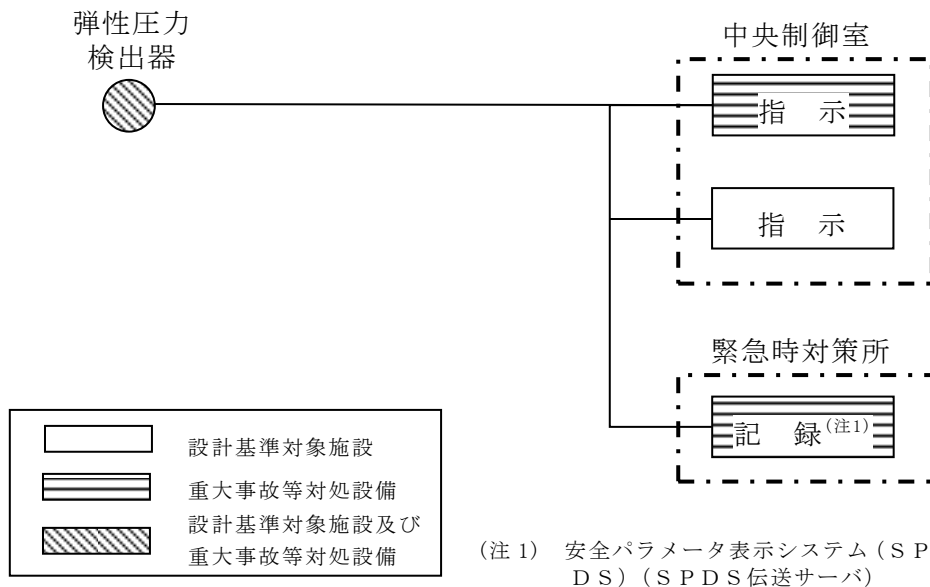 弾性圧力
検出器
中央制御室
指　示
指　示
緊急時対策所
記　録(注1)
設計基準対象施設
重大事故等対処設備
設計基準対象施設及び
重大事故等対処設備
(注 1)　安全パラメータ表示システム（ＳＰ
ＤＳ）（ＳＰＤＳ伝送サーバ）